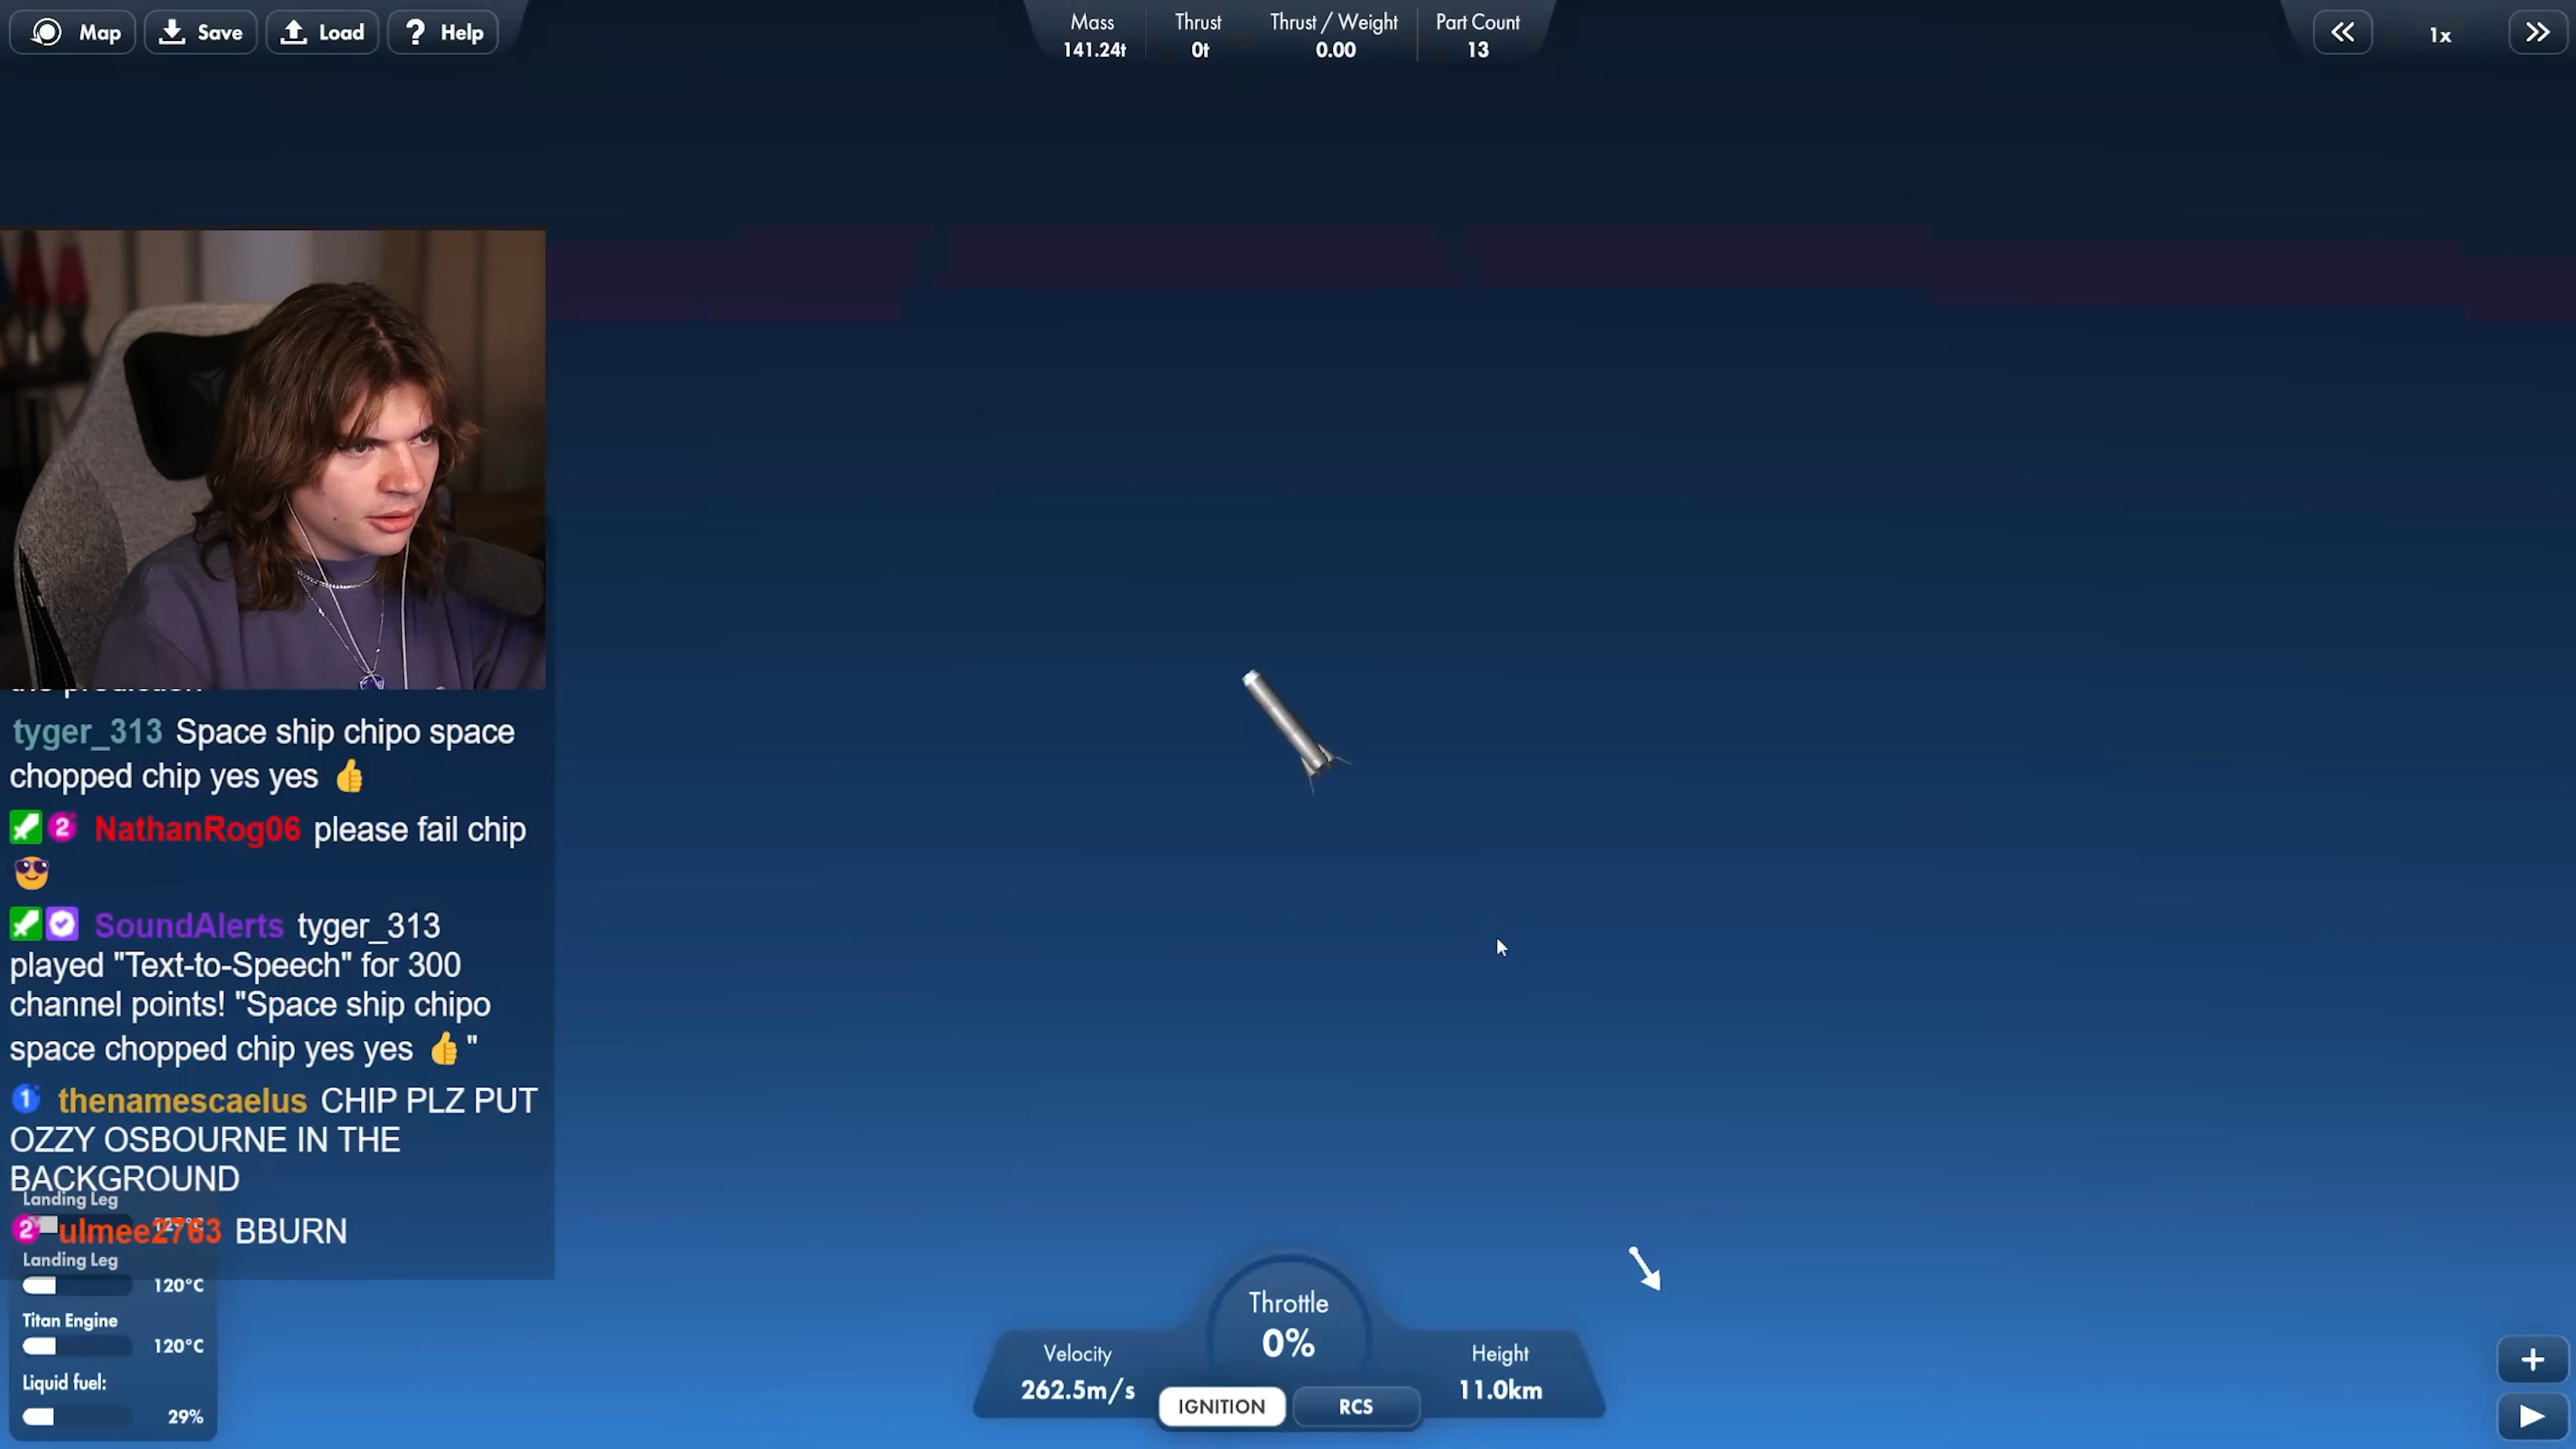 Map Save Load Help
Mass Thrust Thrust / Weight Part Count
141.24t 0t 0.00 13
1x
tyger_313 Space ship chipo space
chopped chip yes yes 👍
2 NathanRog06 please fail chip
😎
SoundAlerts tyger_313
played "Text-to-Speech" for 300
channel points! "Space ship chipo
space chopped chip yes yes 👍 "
1 thenamescaelus CHIP PLZ PUT
OZZY OSBOURNE IN THE
BACKGROUND
Landing Leg
2 ulmee2763 BBURN
Landing Leg
120°C
Titan Engine
120°C
Liquid fuel:
29%
Throttle
0%
Velocity
262.5m/s
Height
11.0km
IGNITION RCS